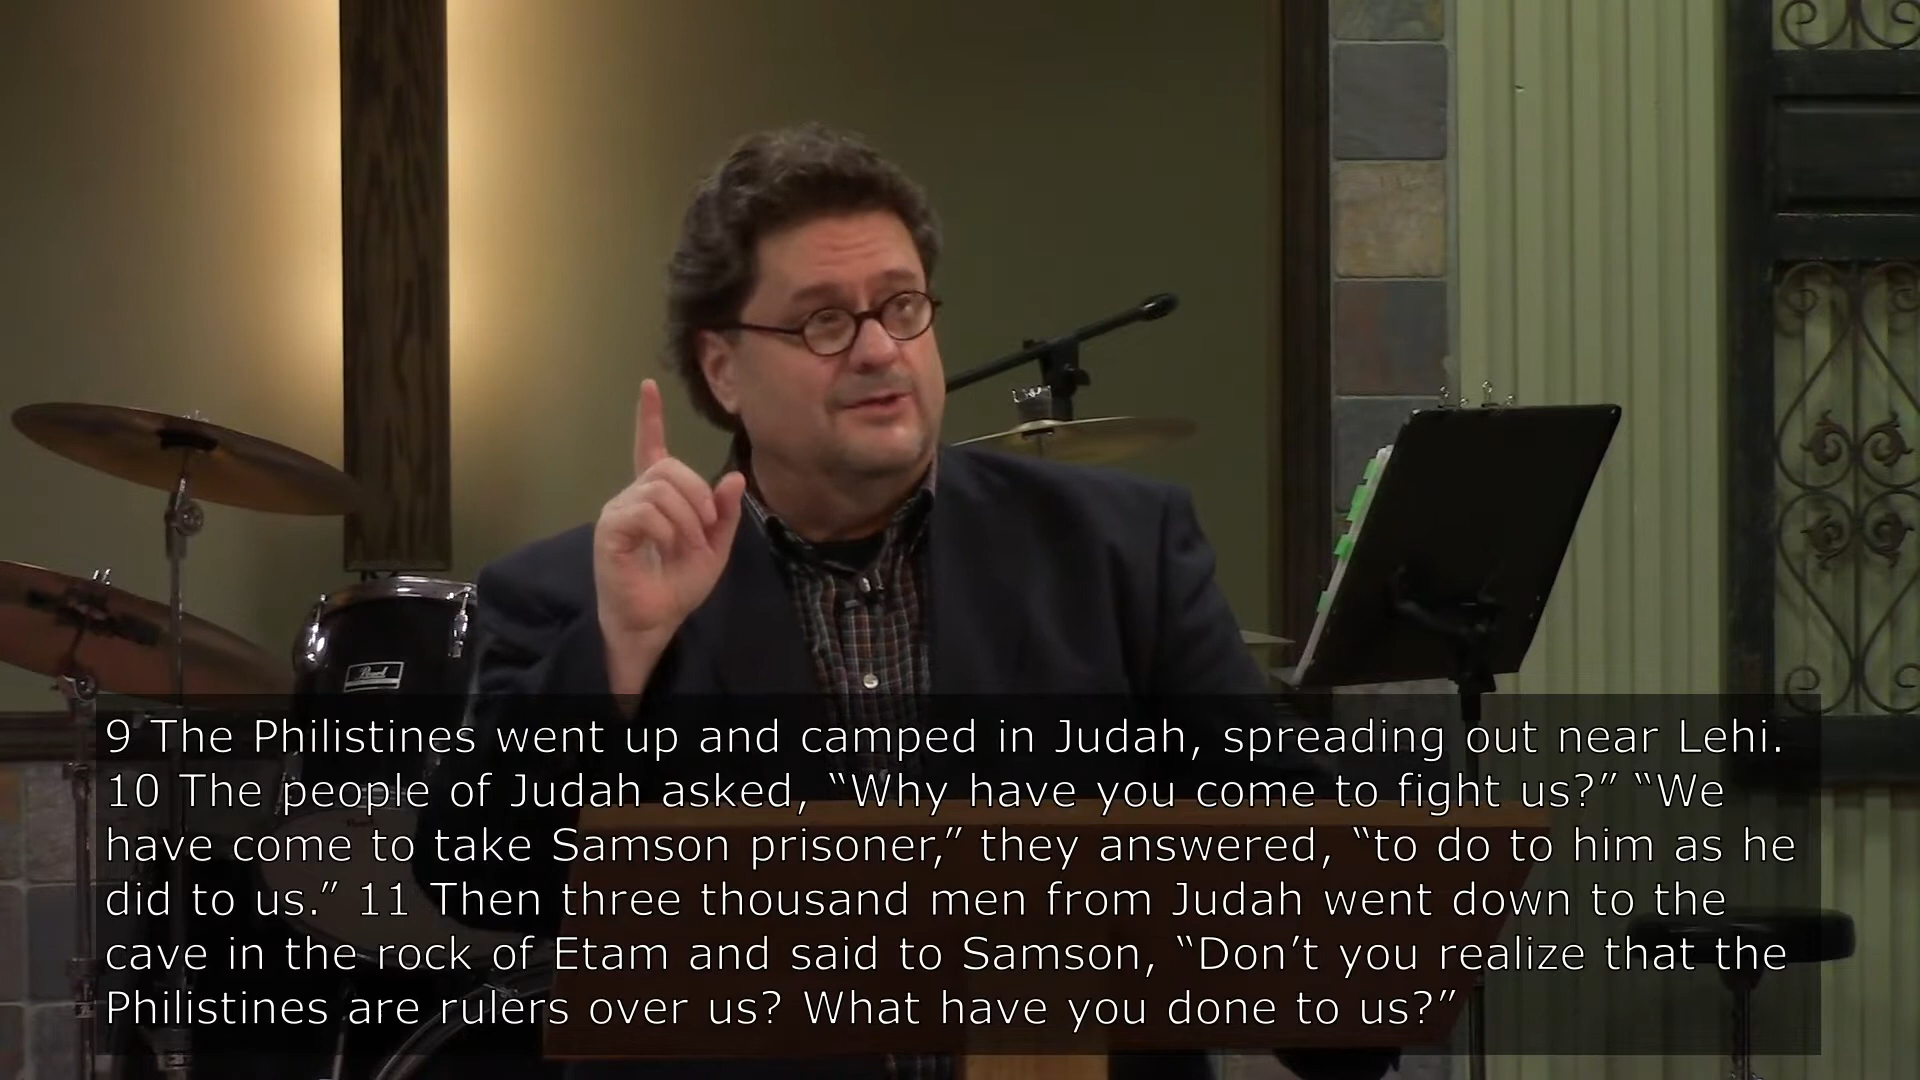 Pearl
9 The Philistines went up and camped in Judah, spreading out near Lehi.
10 The people of Judah asked, “Why have you come to fight us?” “We
have come to take Samson prisoner,” they answered, “to do to him as he
did to us.” 11 Then three thousand men from Judah went down to the
cave in the rock of Etam and said to Samson, “Don’t you realize that the
Philistines are rulers over us? What have you done to us?”